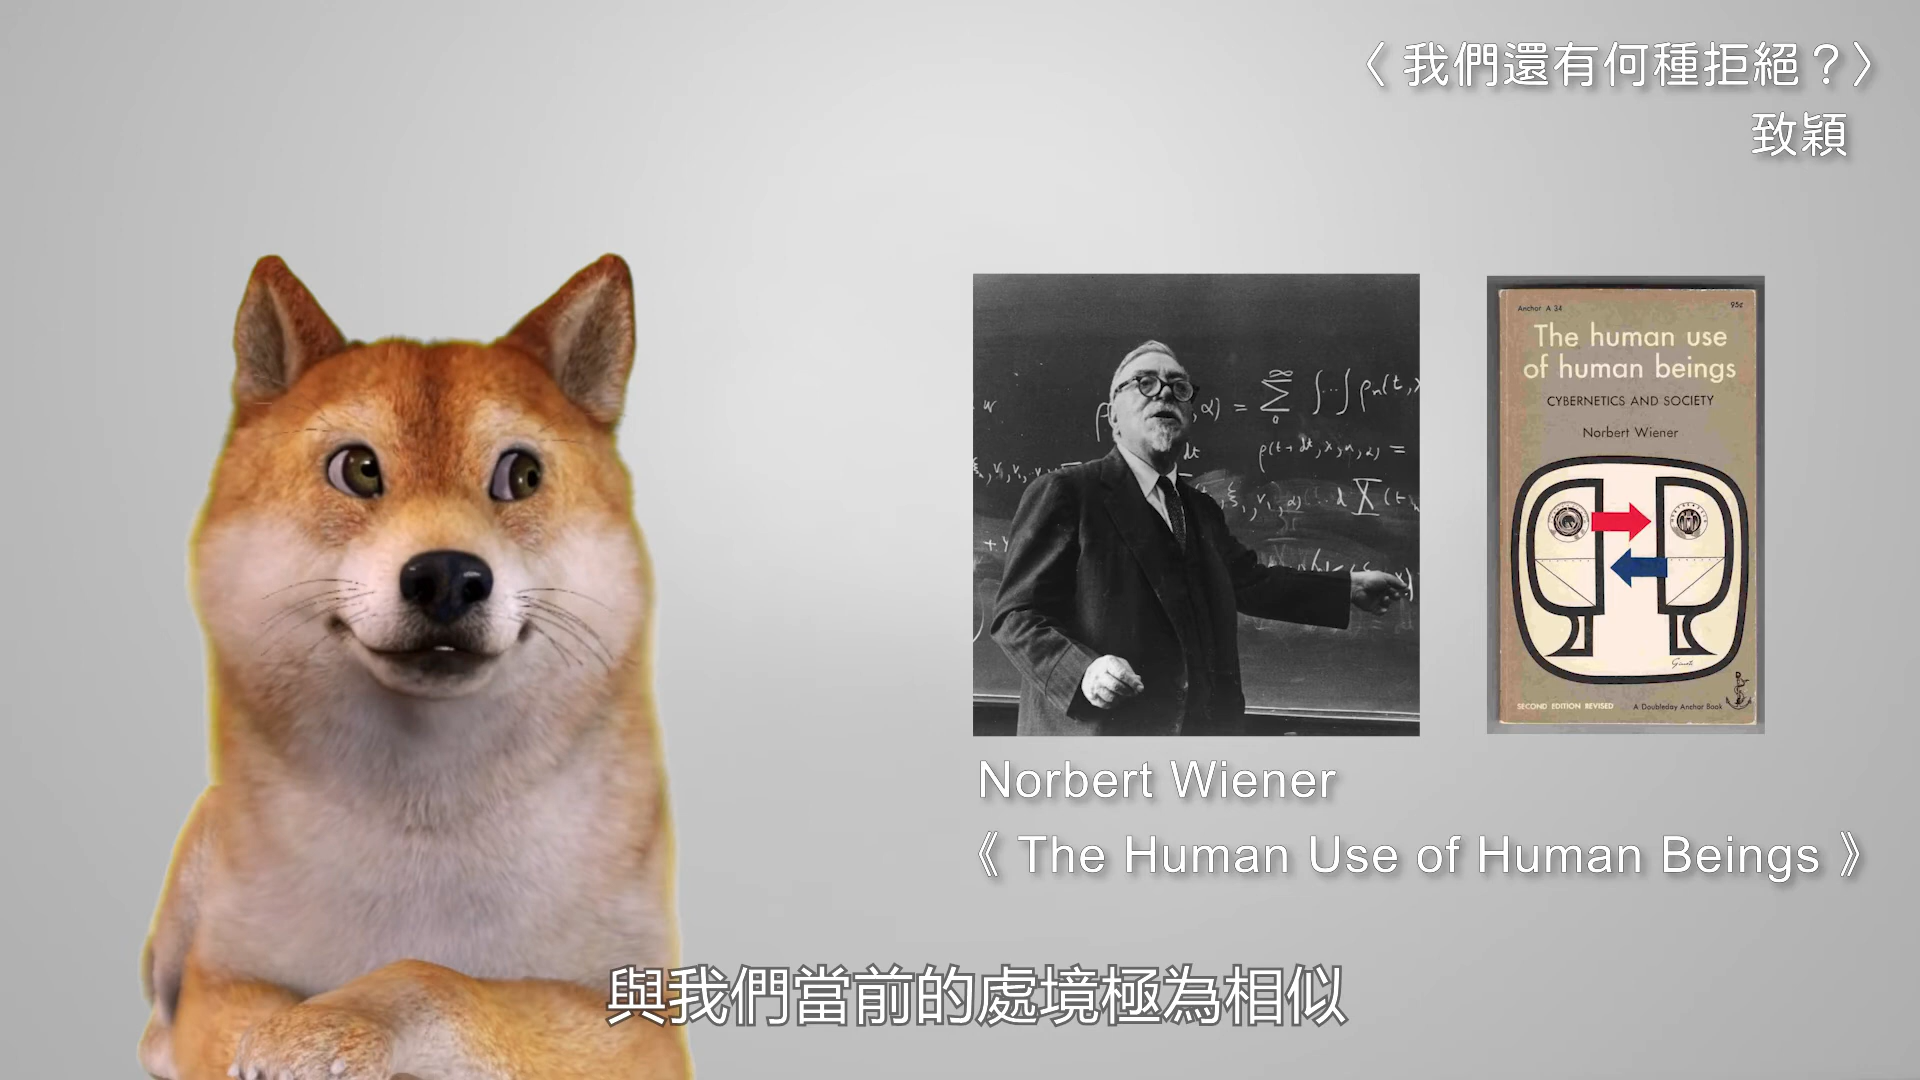 〈 我們還有何種拒絕？〉
致穎
Anchor A 34
95¢
The human use
of human beings
CYBERNETICS AND SOCIETY
Norbert Wiener
SECOND EDITION REVISED
A Doubleday Anchor Book
Norbert Wiener
《 The Human Use of Human Beings 》
與我們當前的處境極為相似